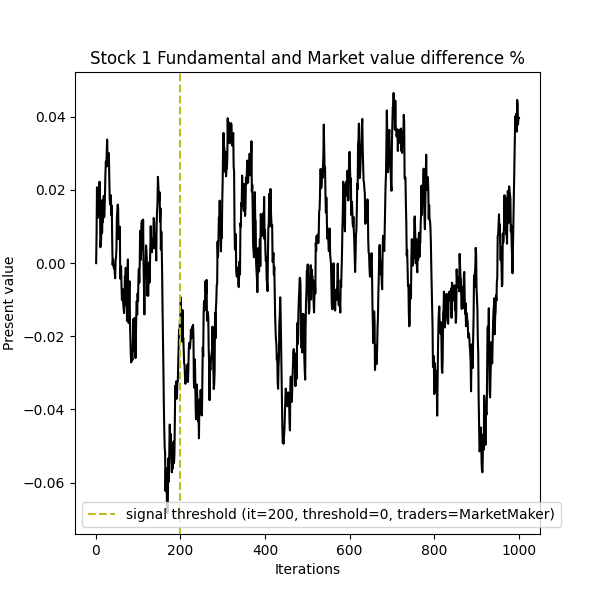 Stock 1 Fundamental and Market value difference %
Present value
0.04
0.02
0.00
−0.02
−0.04
−0.06
signal threshold (it=200, threshold=0, traders=MarketMaker)
0 200 400 600 800 1000
Iterations